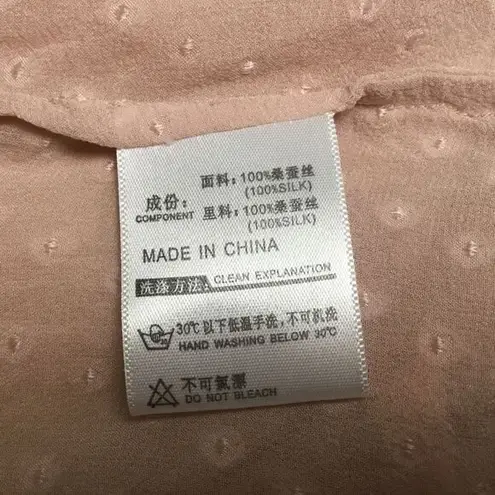 面料:100%桑蚕丝
(100%SILK)
成份:
COMPONENT
里料:100%桑蚕丝
(100%SILK)
MADE IN CHINA
洗涤方法: CLEAN EXPLANATION
30℃以下低温手洗,不可机洗
HAND WASHING BELOW 30℃
不可氯漂
DO NOT BLEACH